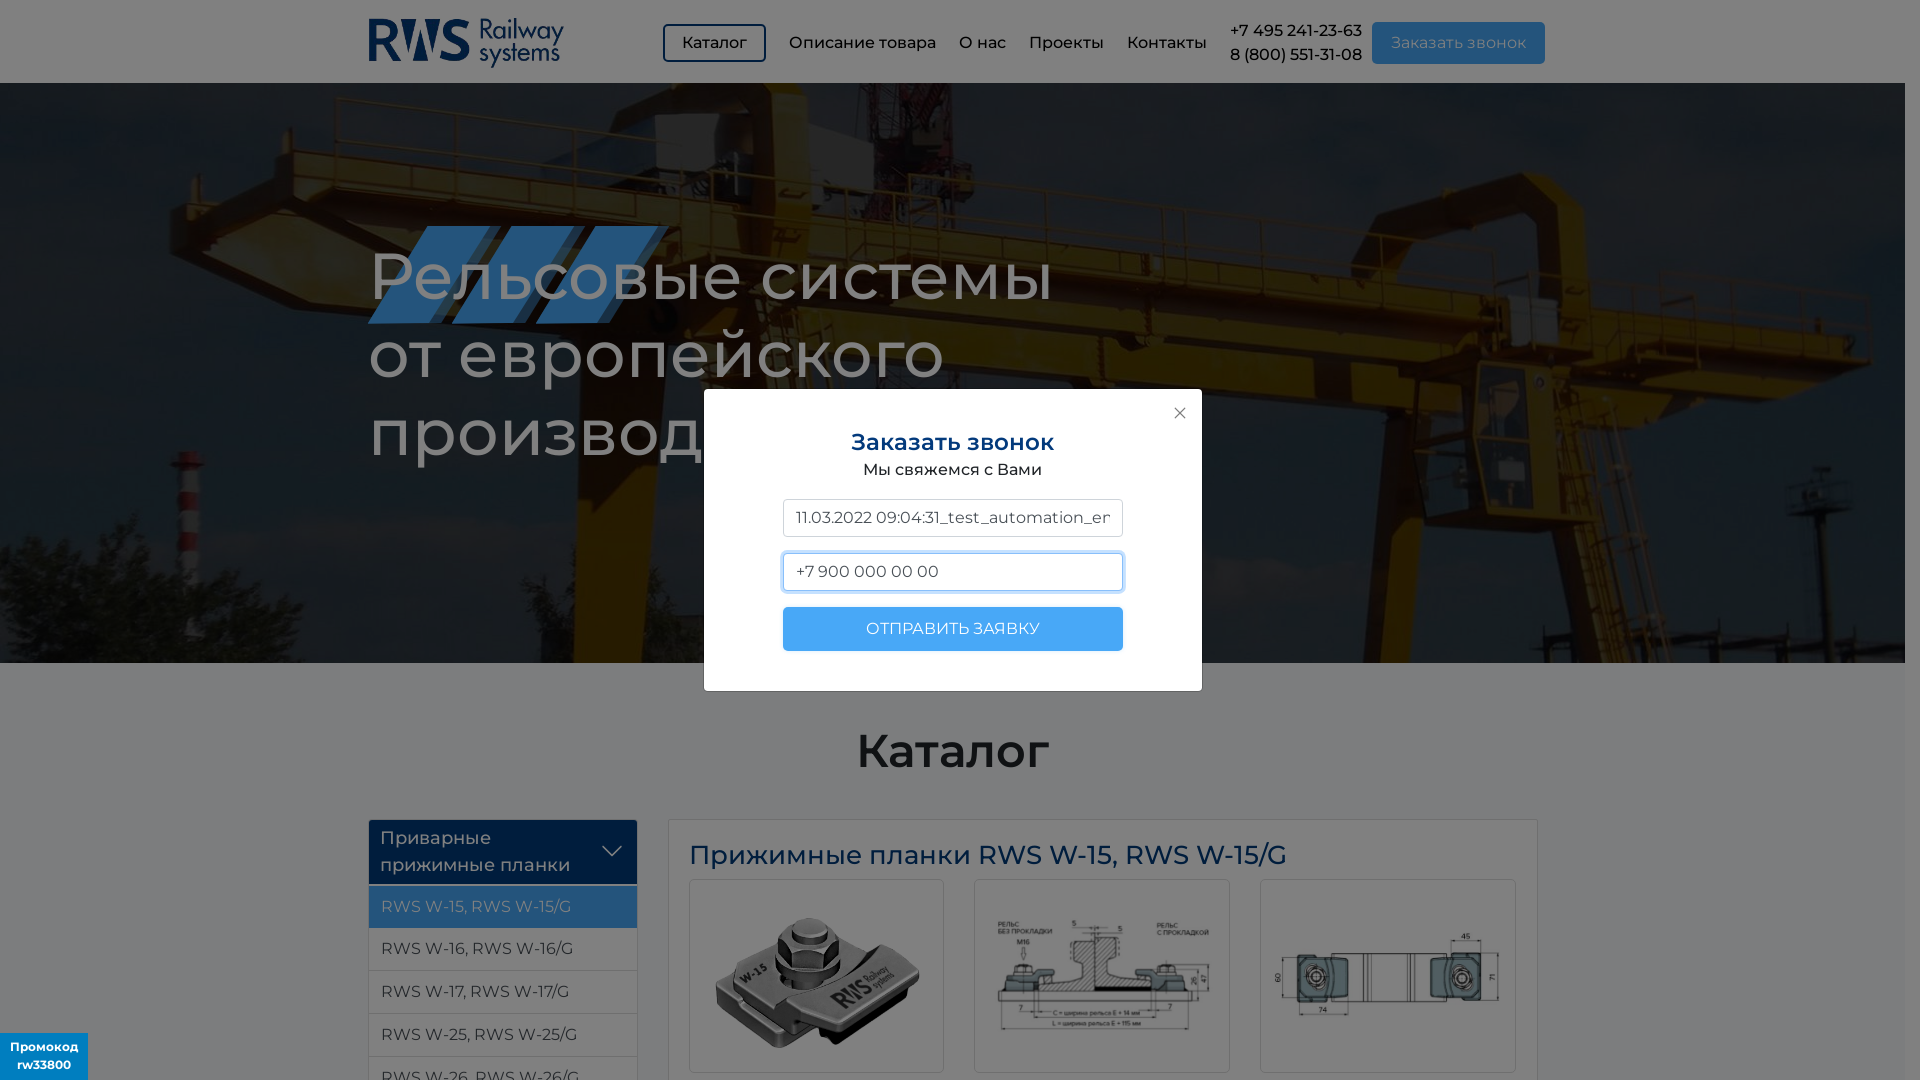 RWS Railway systems
Каталог
Описание товара
О нас
Проекты
Контакты
+7 495 241-23-63
8 (800) 551-31-08
Заказать звонок
Рельсовые системы
от европейского
производ
Заказать звонок
Мы свяжемся с Вами
11.03.2022 09:04:31_test_automation_en
+7 900 000 00 00
ОТПРАВИТЬ ЗАЯВКУ
Каталог
Приварные
прижимные планки
RWS W-15, RWS W-15/G
RWS W-16, RWS W-16/G
RWS W-17, RWS W-17/G
RWS W-25, RWS W-25/G
RWS W-26, RWS W-26/G
Прижимные планки RWS W-15, RWS W-15/G
W-15
RWS Railway systems
РЕЛЬС
БЕЗ ПРОКЛАДКИ
M16
5
5
РЕЛЬС
С ПРОКЛАДКОЙ
26
47
7
C = ширина рельса E + 14 мм
7
L = ширина рельса E + 115 мм
45
60
71
74
Промокод
rw33800